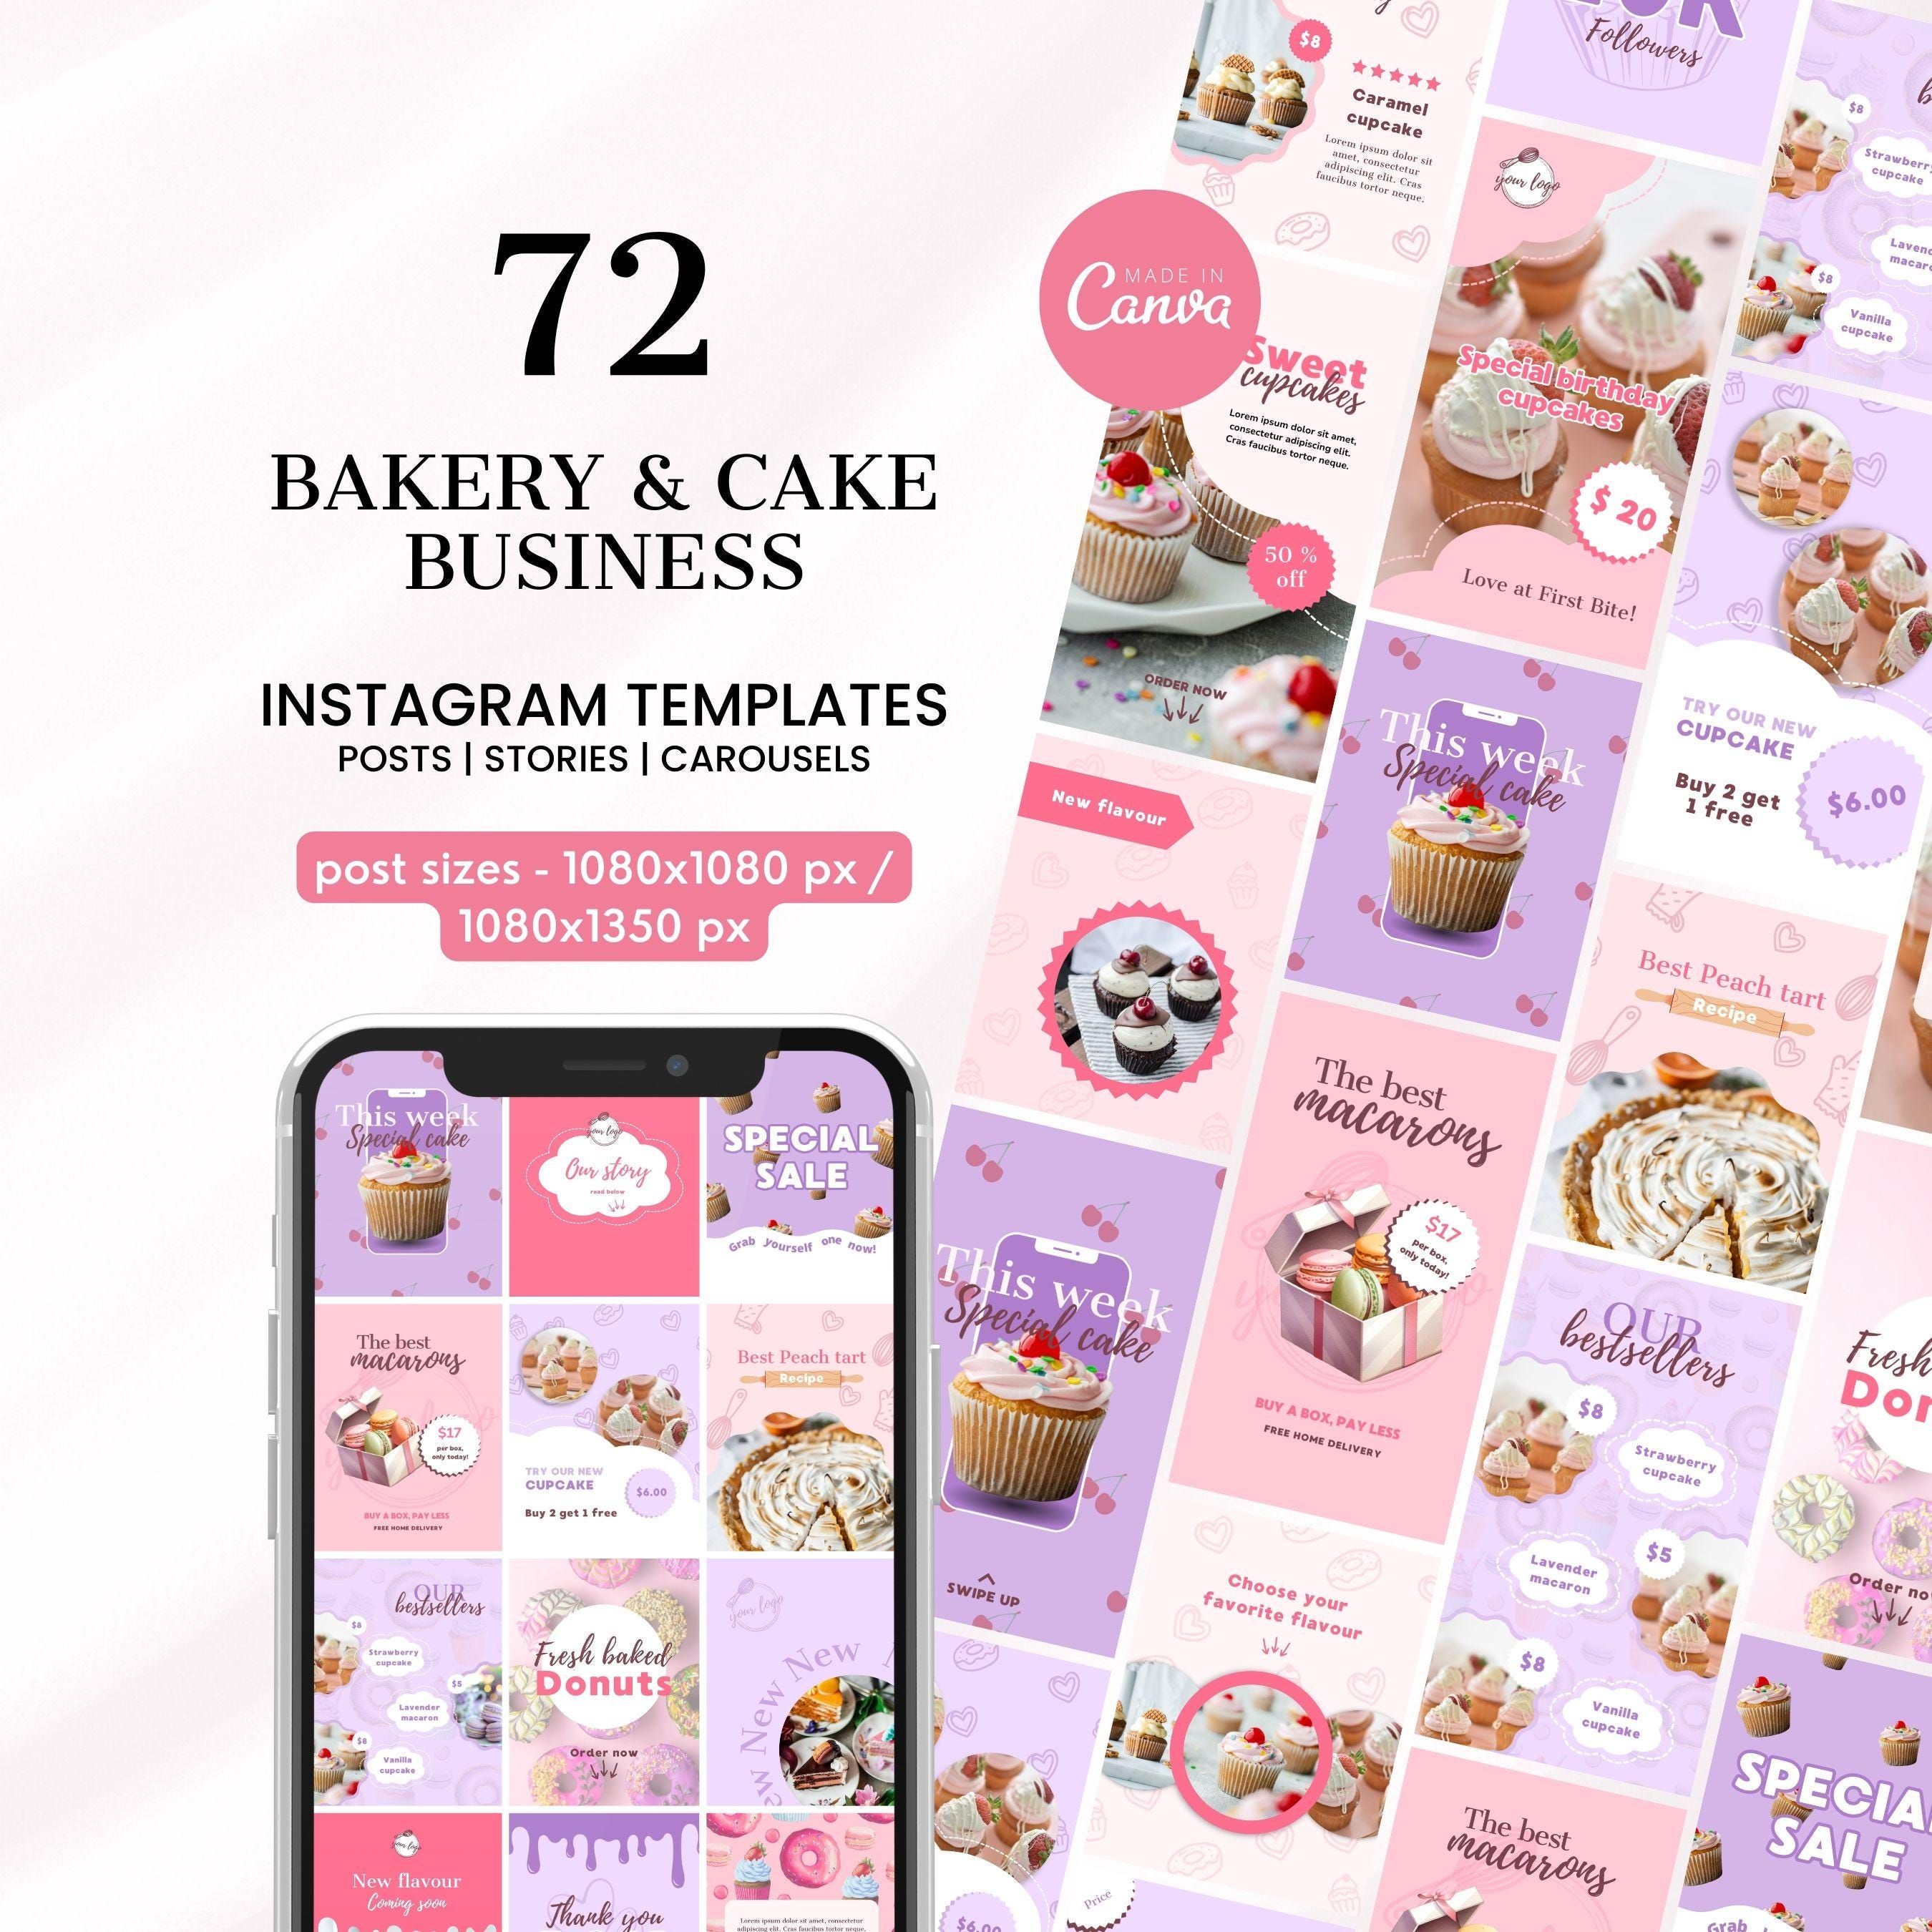 72
BAKERY & CAKE
BUSINESS
INSTAGRAM TEMPLATES
POSTS | STORIES | CAROUSELS
post sizes - 1080x1080 px /
1080x1350 px
MADE IN
Canva
This week
Special cake
your logo
Our story
read below
SPECIAL
SALE
Grab yourself one now!
The best
macarons
$17
per box,
only today!
BUY A BOX, PAY LESS
FREE HOME DELIVERY
TRY OUR NEW
CUPCAKE
$6.00
Buy 2 get 1 free
Best Peach tart
Recipe
OUR
bestsellers
$8
Strawberry
cupcake
$5
Lavender
macaron
$8
Vanilla
cupcake
Fresh baked
Donuts
Order now
your logo
New New
New
your logo
New flavour
Coming soon
Thank you
Lorem ipsum dolor sit amet, consectetur
$8
Caramel
cupcake
Lorem ipsum dolor sit
amet, consectetur
adipiscing elit. Cras
faucibus tortor neque.
Sweet
cupcakes
Lorem ipsum dolor sit amet,
consectetur adipiscing elit.
Cras faucibus tortor neque.
50 %
off
ORDER NOW
New flavour
This week
Special cake
SWIPE UP
Followers
your logo
Special birthday
cupcakes
$ 20
Love at First Bite!
This week
Special cake
The best
macarons
$17
per box,
only today!
BUY A BOX, PAY LESS
FREE HOME DELIVERY
Choose your
favorite flavour
Price
$6.00
$8
Strawberry
cupcake
$8
Vanilla
cupcake
TRY OUR NEW
CUPCAKE
Buy 2 get
1 free
$6.00
Best Peach tart
Recipe
OUR
bestsellers
$8
Strawberry
cupcake
$5
Lavender
macaron
$8
Vanilla
cupcake
The best
macarons
Fresh
Order
SALE
Grab